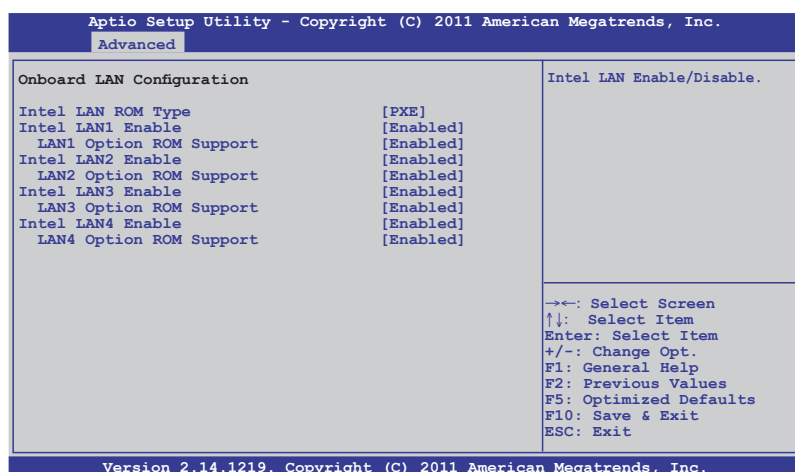 Aptio Setup Utility - Copyright (C) 2011 American Megatrends, Inc.
Advanced
Onboard LAN Configuration
Intel LAN ROM Type [PXE]
Intel LAN1 Enable [Enabled]
LAN1 Option ROM Support [Enabled]
Intel LAN2 Enable [Enabled]
LAN2 Option ROM Support [Enabled]
Intel LAN3 Enable [Enabled]
LAN3 Option ROM Support [Enabled]
Intel LAN4 Enable [Enabled]
LAN4 Option ROM Support [Enabled]
Intel LAN Enable/Disable.
→←: Select Screen
↑↓: Select Item
Enter: Select Item
+/-: Change Opt.
F1: General Help
F2: Previous Values
F5: Optimized Defaults
F10: Save & Exit
ESC: Exit
Version 2.14.1219. Copyright (C) 2011 American Megatrends, Inc.